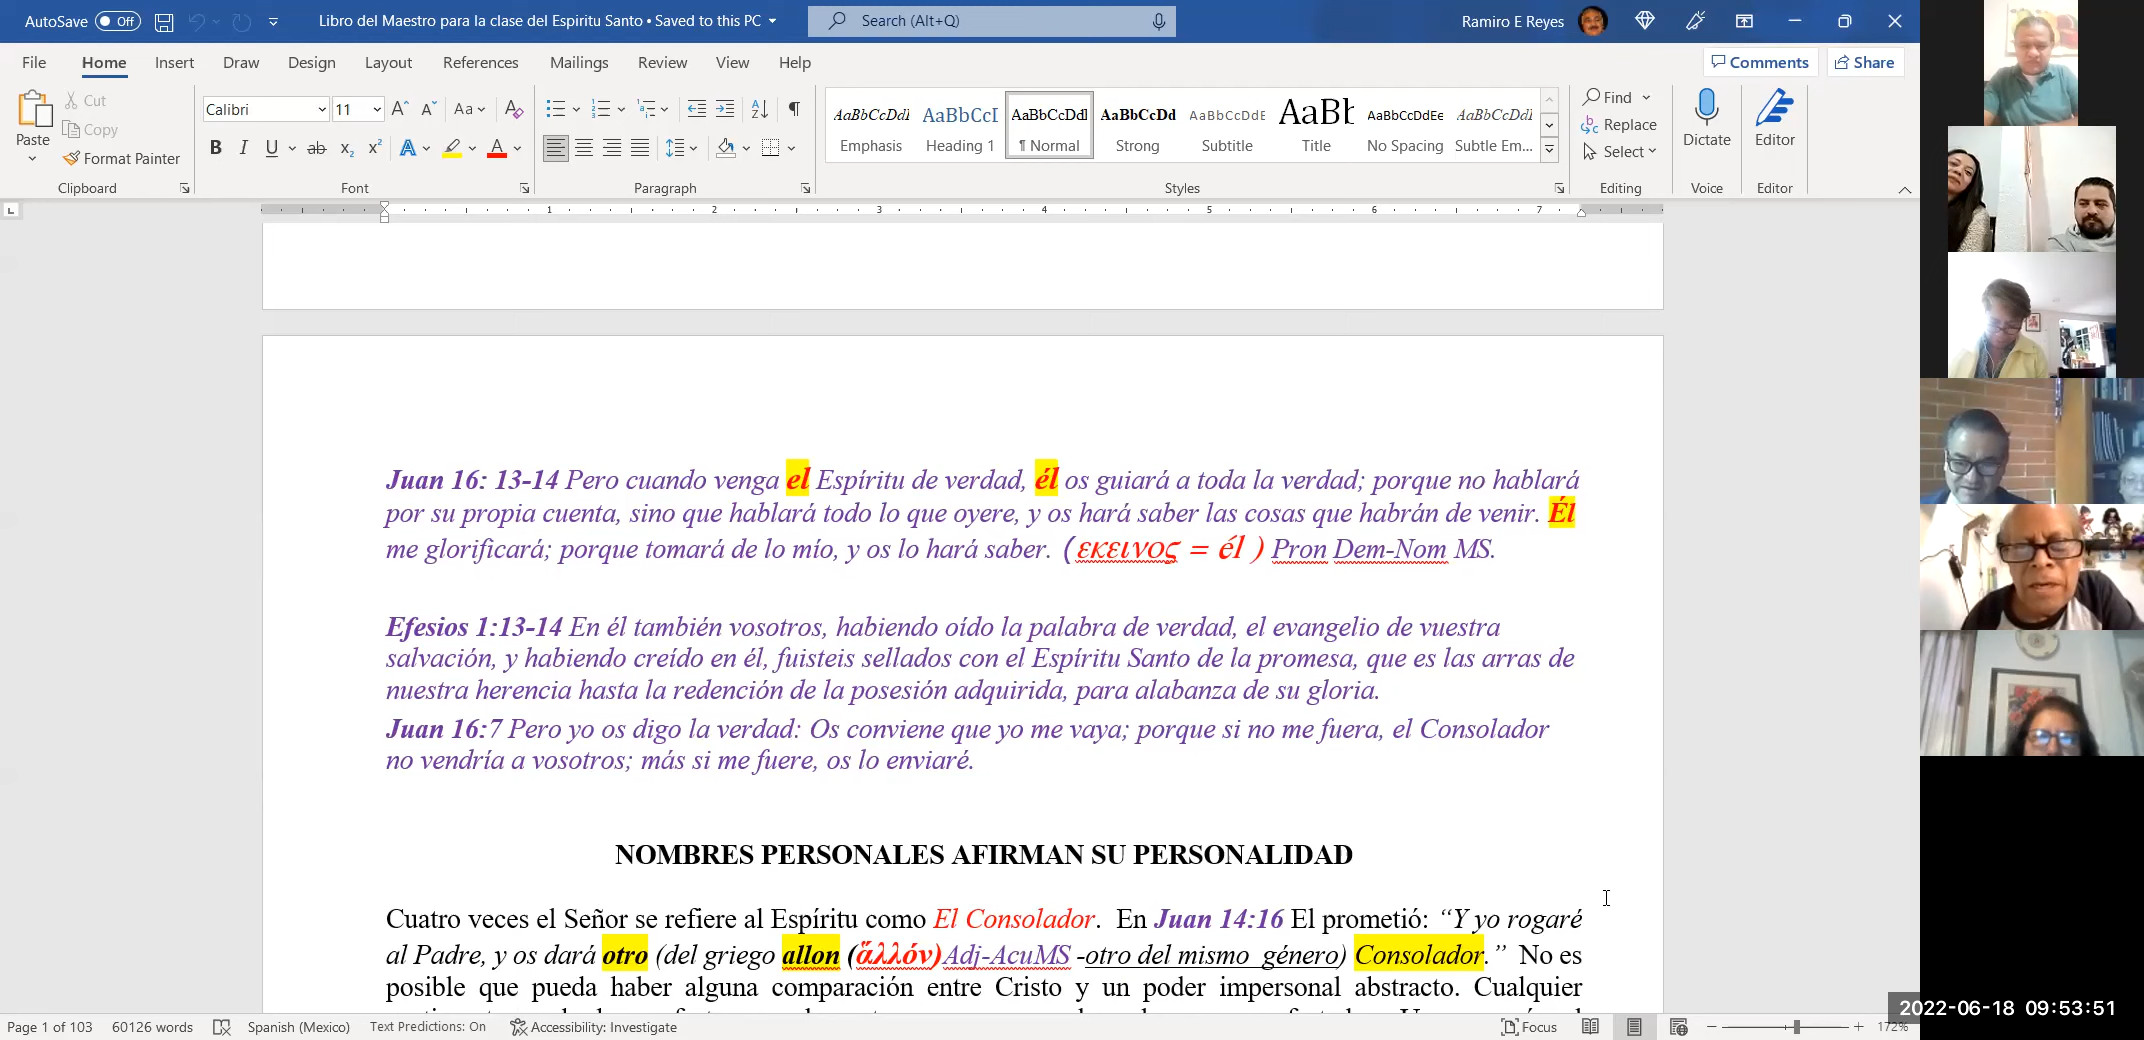 AutoSave Off Libro del Maestro para la clase del Espiritu Santo • Saved to this PC Search (Alt+Q) Ramiro E Reyes
File Home Insert Draw Design Layout References Mailings Review View Help Comments Share
Paste Cut Copy Format Painter
Calibri 11 Aa
B I U ab x₂ x² A A
AaBbCcDdI AaBbCcI AaBbCcDdI AaBbCcDd AaBbCcDdE AaBb AaBbCcDdEe AaBbCcDdI
Emphasis Heading 1 ¶ Normal Strong Subtitle Title No Spacing Subtle Em...
Find Replace Select Dictate Editor
Clipboard Font Paragraph Styles Editing Voice Editor
1 2 3 4 5 6 7
Juan 16: 13-14 Pero cuando venga el Espíritu de verdad, él os guiará a toda la verdad; porque no hablará
por su propia cuenta, sino que hablará todo lo que oyere, y os hará saber las cosas que habrán de venir. Él
me glorificará; porque tomará de lo mío, y os lo hará saber. (εκεινος = él ) Pron Dem-Nom MS.
Efesios 1:13-14 En él también vosotros, habiendo oído la palabra de verdad, el evangelio de vuestra
salvación, y habiendo creído en él, fuisteis sellados con el Espíritu Santo de la promesa, que es las arras de
nuestra herencia hasta la redención de la posesión adquirida, para alabanza de su gloria.
Juan 16:7 Pero yo os digo la verdad: Os conviene que yo me vaya; porque si no me fuera, el Consolador
no vendría a vosotros; más si me fuere, os lo enviaré.
NOMBRES PERSONALES AFIRMAN SU PERSONALIDAD
Cuatro veces el Señor se refiere al Espíritu como El Consolador. En Juan 14:16 El prometió: “Y yo rogaré
al Padre, y os dará otro (del griego allon (ἄλλόν)Adj-AcuMS -otro del mismo género) Consolador.” No es
posible que pueda haber alguna comparación entre Cristo y un poder impersonal abstracto. Cualquier
2022-06-18 09:53:51
Page 1 of 103 60126 words Spanish (Mexico) Text Predictions: On Accessibility: Investigate Focus 172%